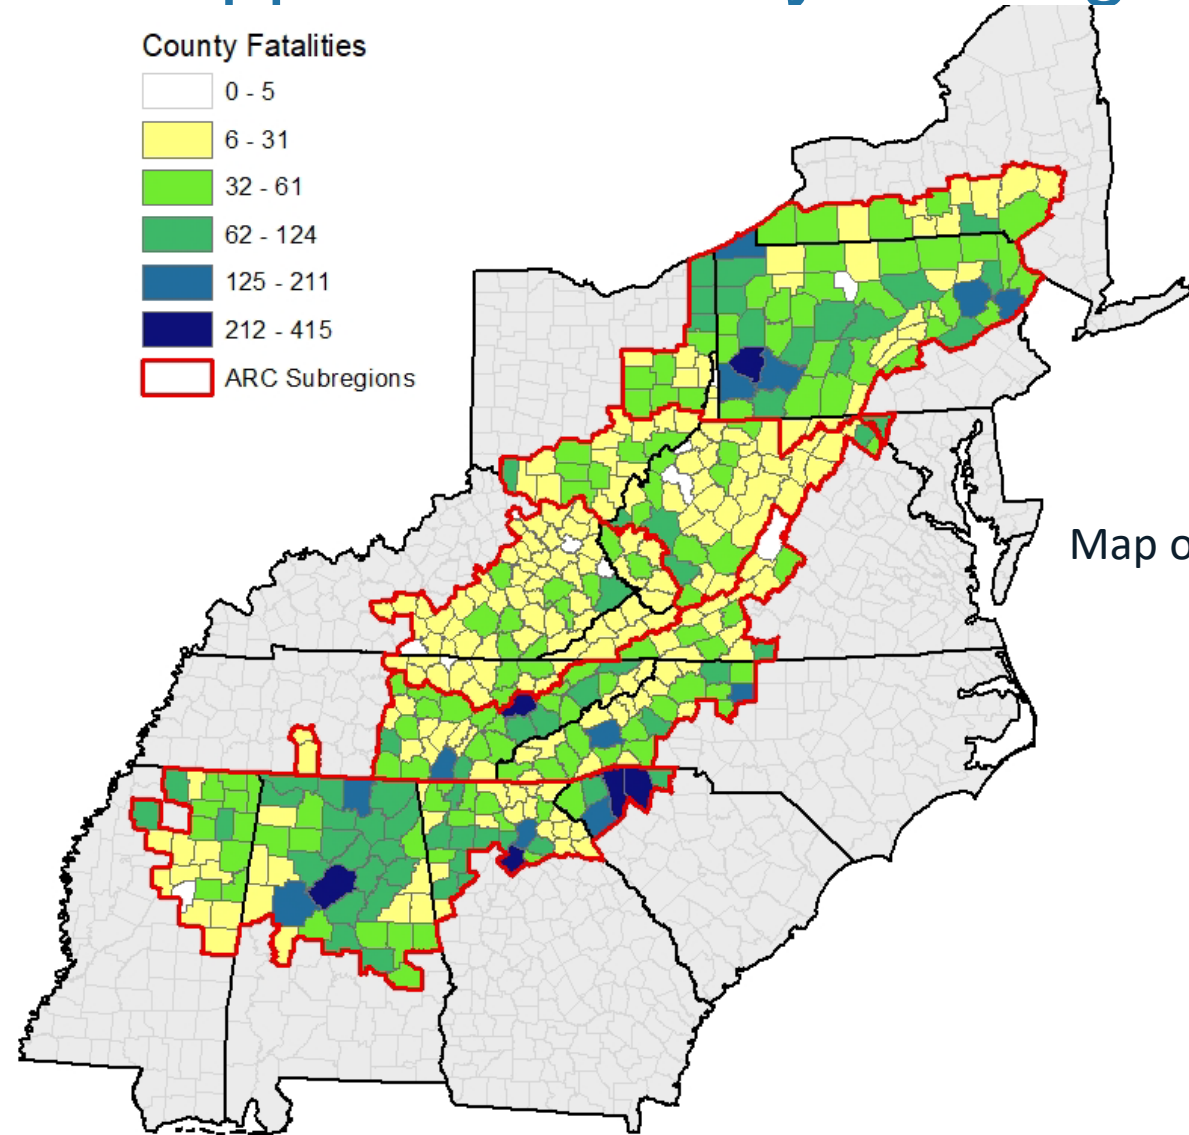 County Fatalities
0 - 5
6 - 31
32 - 61
62 - 124
125 - 211
212 - 415
ARC Subregions
Map o